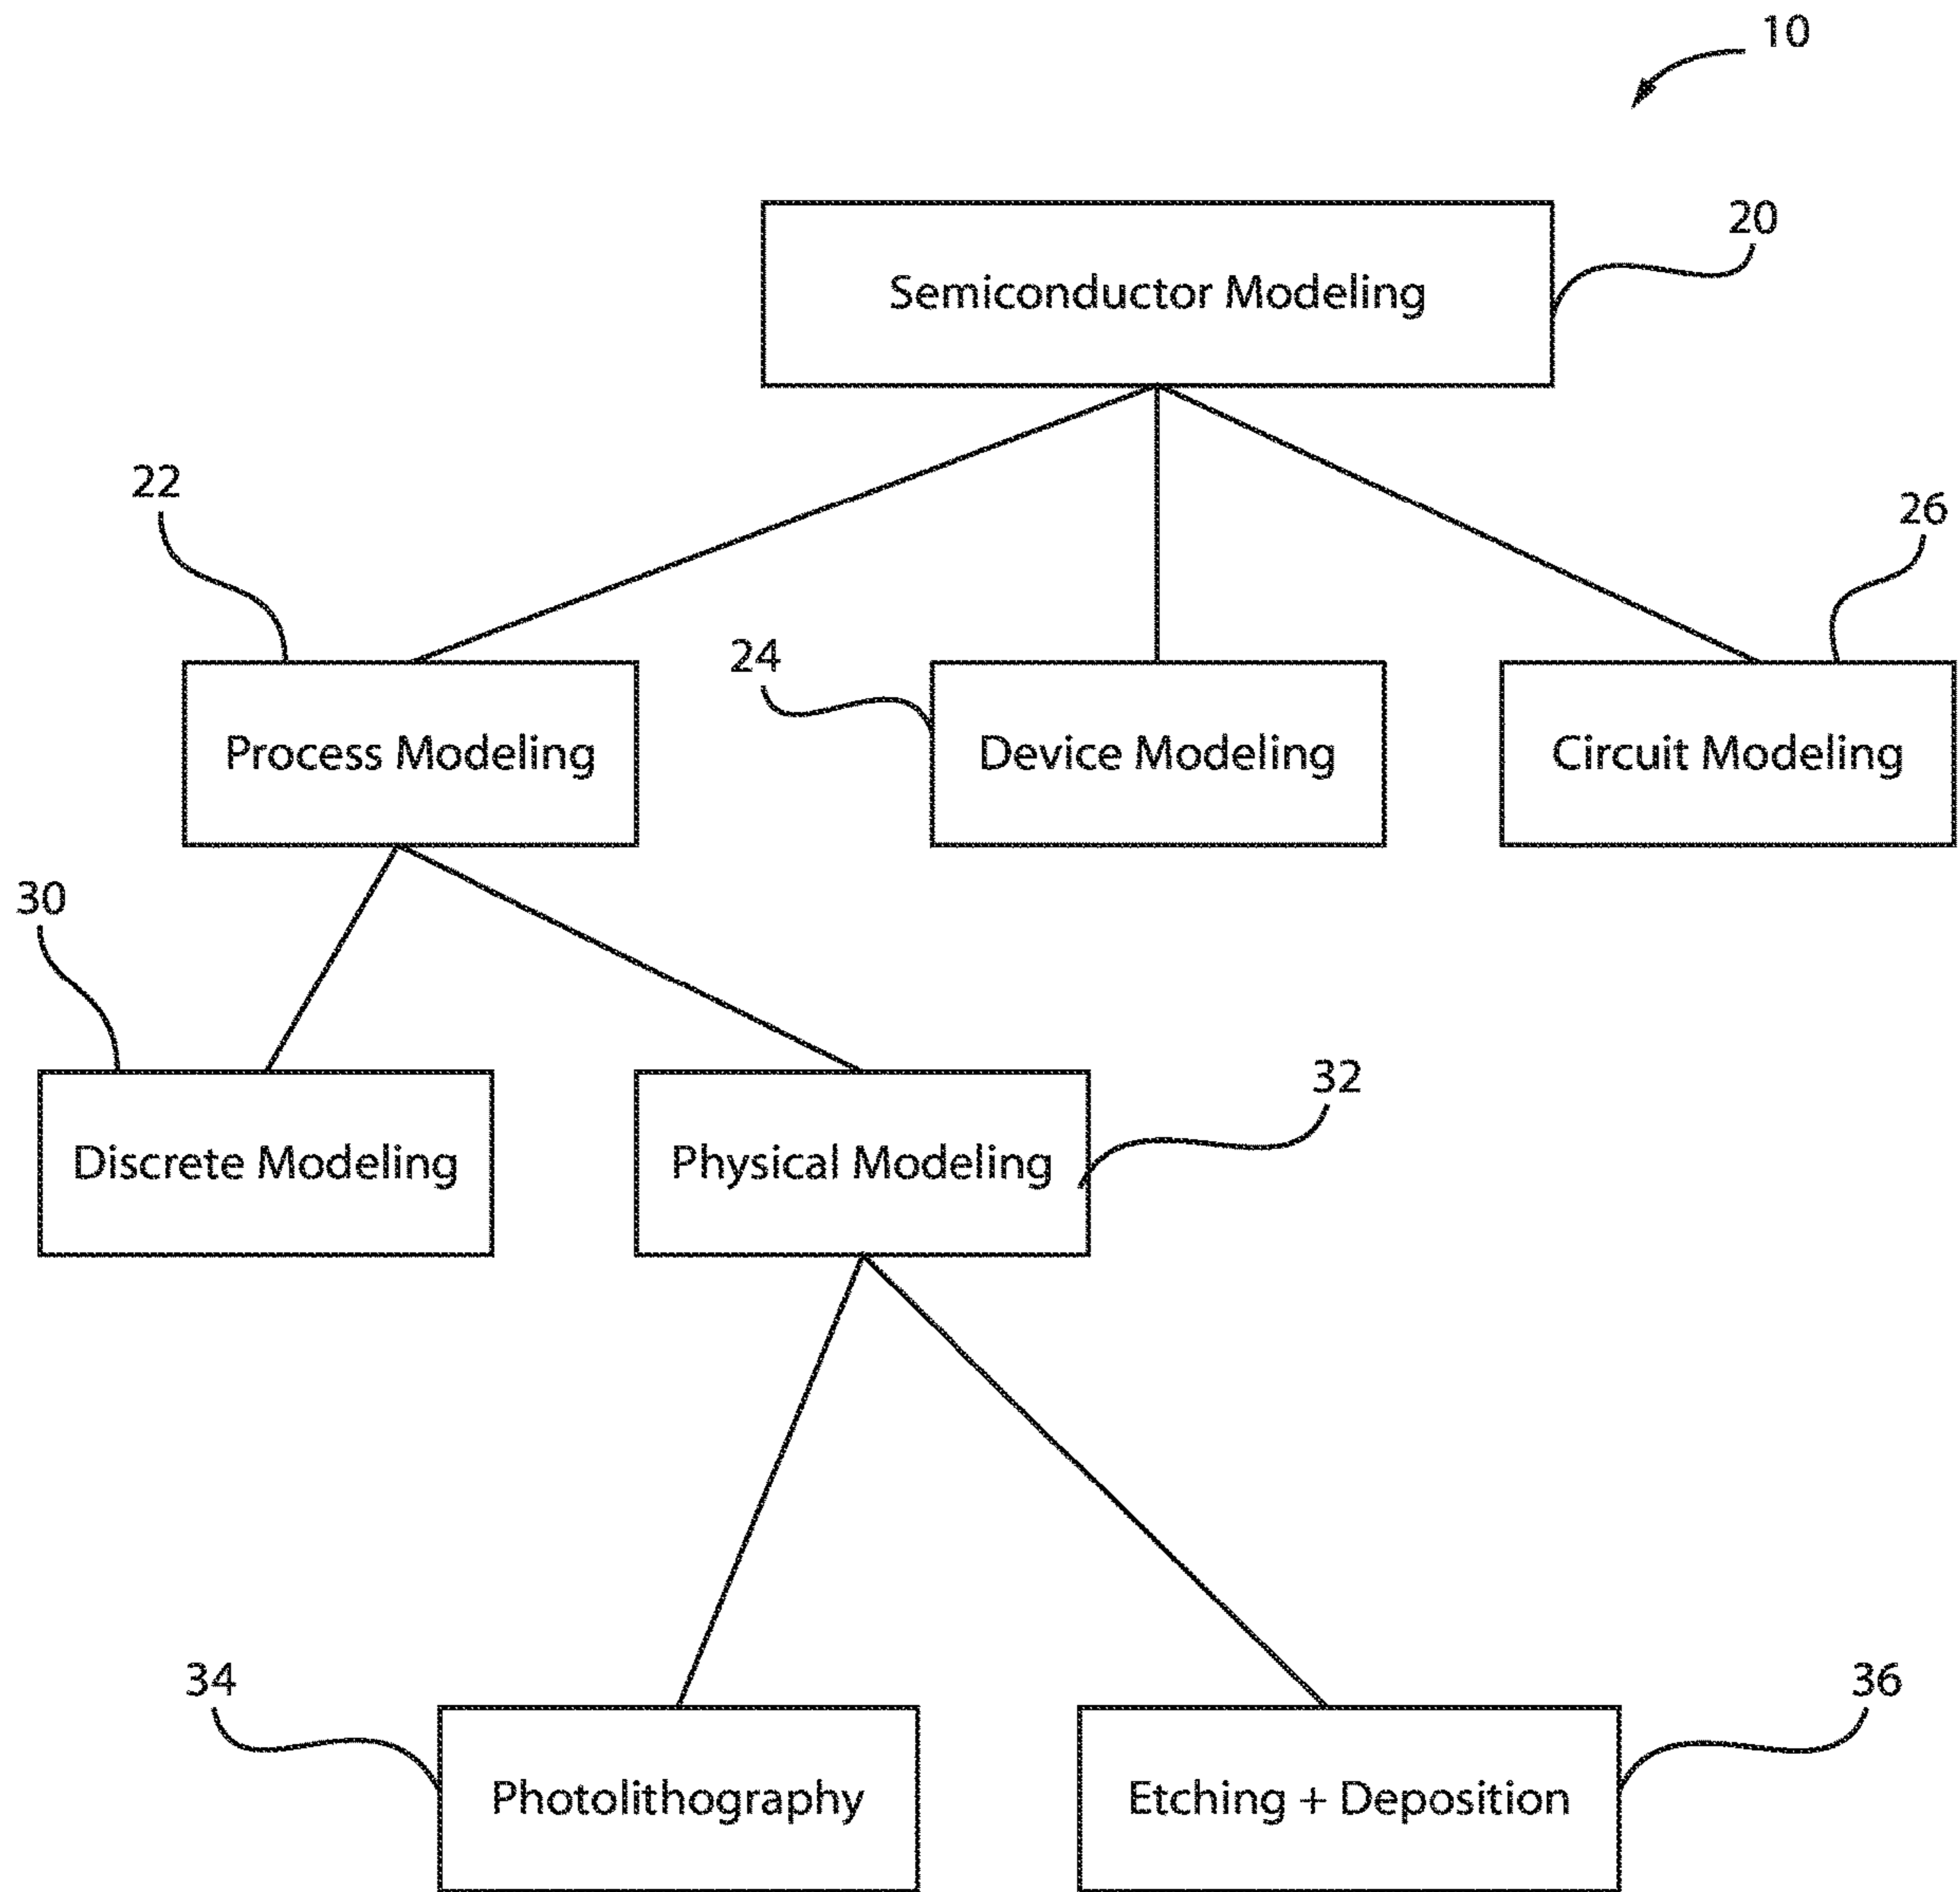 10
20
Semiconductor Modeling
22
26
24
Process Modeling
Device Modeling
Circuit Modeling
30
32
Discrete Modeling
Physical Modeling
34
36
Photolithography
Etching + Deposition